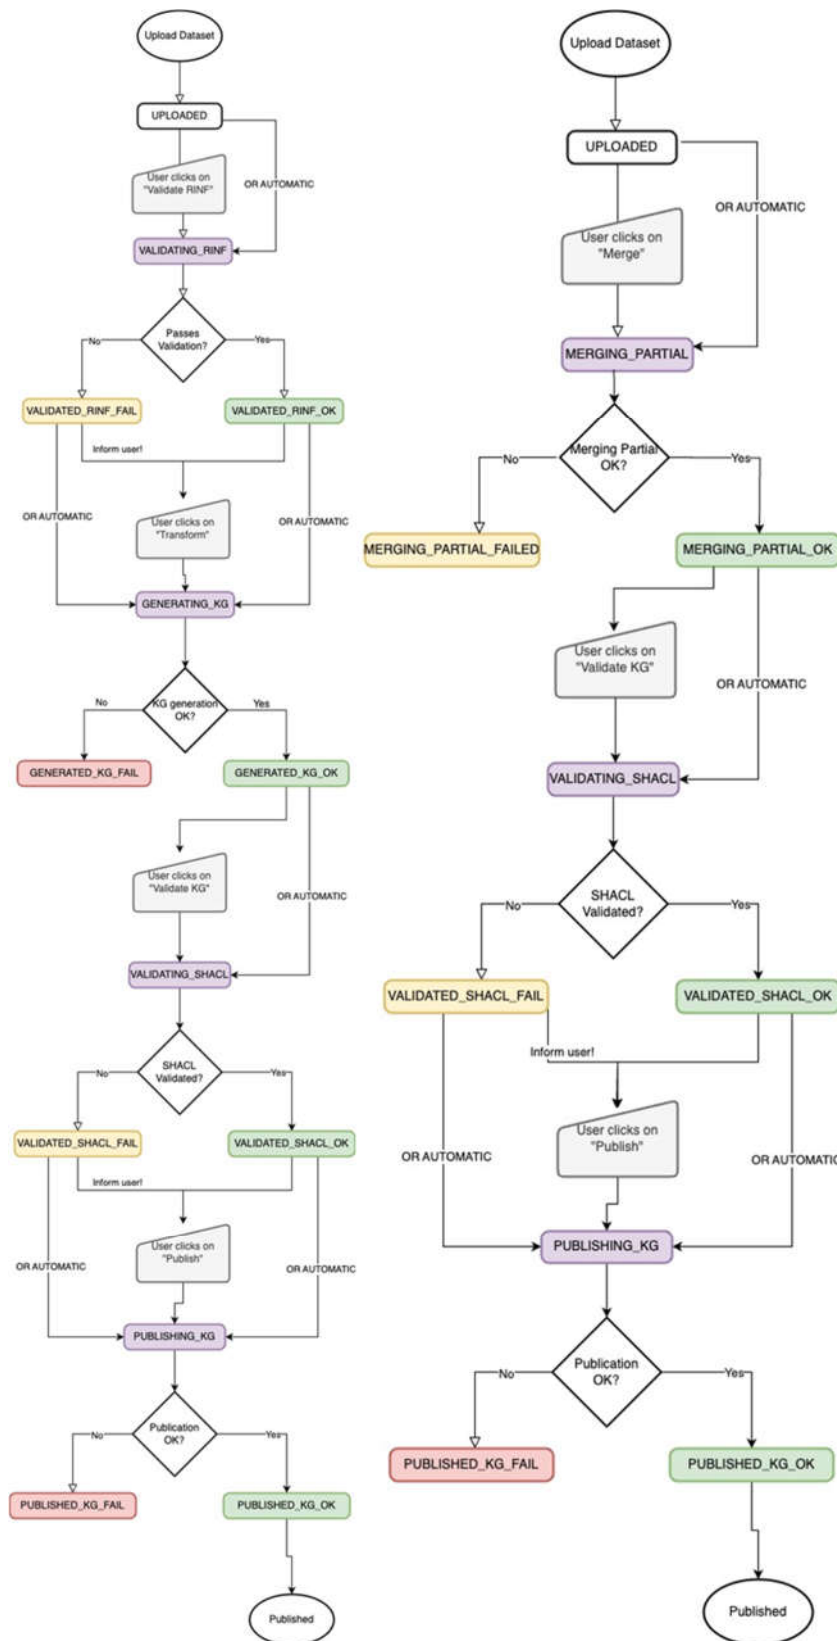 Upload Dataset
UPLOADED
User clicks on
"Validate RINF"
OR AUTOMATIC
VALIDATING_RINF
Passes
Validation?
No
Yes
VALIDATED_RINF_FAIL
VALIDATED_RINF_OK
Inform user!
OR AUTOMATIC
User clicks on
"Transform"
OR AUTOMATIC
GENERATING_KG
KG generation
OK?
No
Yes
GENERATED_KG_FAIL
GENERATED_KG_OK
User clicks on
"Validate KG"
OR AUTOMATIC
VALIDATING_SHACL
SHACL
Validated?
No
Yes
VALIDATED_SHACL_FAIL
VALIDATED_SHACL_OK
Inform user!
OR AUTOMATIC
User clicks on
"Publish"
OR AUTOMATIC
PUBLISHING_KG
Publication
OK?
No
Yes
PUBLISHED_KG_FAIL
PUBLISHED_KG_OK
Published
Upload Dataset
UPLOADED
OR AUTOMATIC
User clicks on
"Merge"
MERGING_PARTIAL
Merging Partial
OK?
No
Yes
MERGING_PARTIAL_FAILED
MERGING_PARTIAL_OK
User clicks on
"Validate KG"
OR AUTOMATIC
VALIDATING_SHACL
SHACL
Validated?
No
Yes
VALIDATED_SHACL_FAIL
VALIDATED_SHACL_OK
Inform user!
User clicks on
"Publish"
OR AUTOMATIC
OR AUTOMATIC
PUBLISHING_KG
Publication
OK?
No
Yes
PUBLISHED_KG_FAIL
PUBLISHED_KG_OK
Published